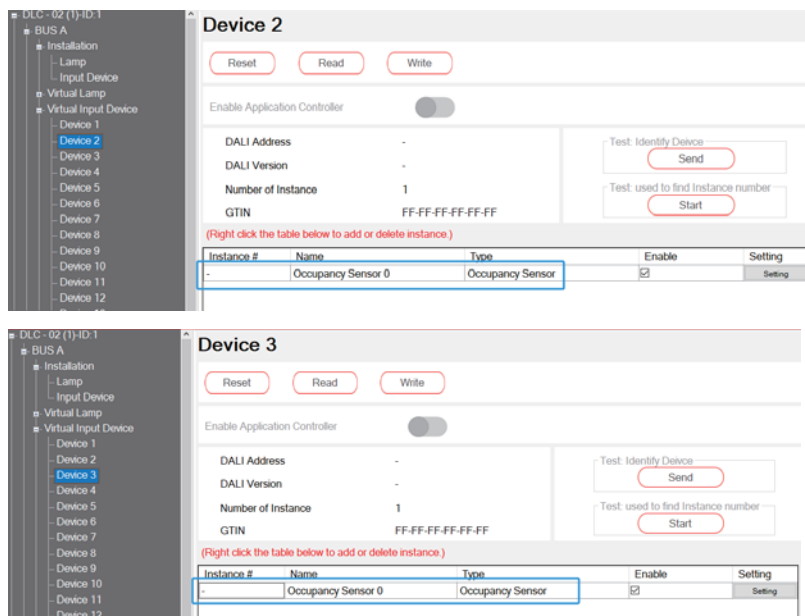 DLC - 02 (1)-ID:1
BUS A
Installation
Lamp
Input Device
Virtual Lamp
Virtual Input Device
Device 1
Device 2
Device 3
Device 4
Device 5
Device 6
Device 7
Device 8
Device 9
Device 10
Device 11
Device 12
Device 2
Reset Read Write
Enable Application Controller
DALI Address -
DALI Version -
Number of Instance 1
GTIN FF-FF-FF-FF-FF-FF
Test: Identify Deivce
Send
Test: used to find Instance number
Start
(Right click the table below to add or delete instance.)
Instance # Name Type Enable Setting
- Occupancy Sensor 0 Occupancy Sensor Setting
DLC - 02 (1)-ID:1
BUS A
Installation
Lamp
Input Device
Virtual Lamp
Virtual Input Device
Device 1
Device 2
Device 3
Device 4
Device 5
Device 6
Device 7
Device 8
Device 9
Device 10
Device 11
Device 12
Device 3
Reset Read Write
Enable Application Controller
DALI Address -
DALI Version -
Number of Instance 1
GTIN FF-FF-FF-FF-FF-FF
Test: Identify Deivce
Send
Test: used to find Instance number
Start
(Right click the table below to add or delete instance.)
Instance # Name Type Enable Setting
- Occupancy Sensor 0 Occupancy Sensor Setting